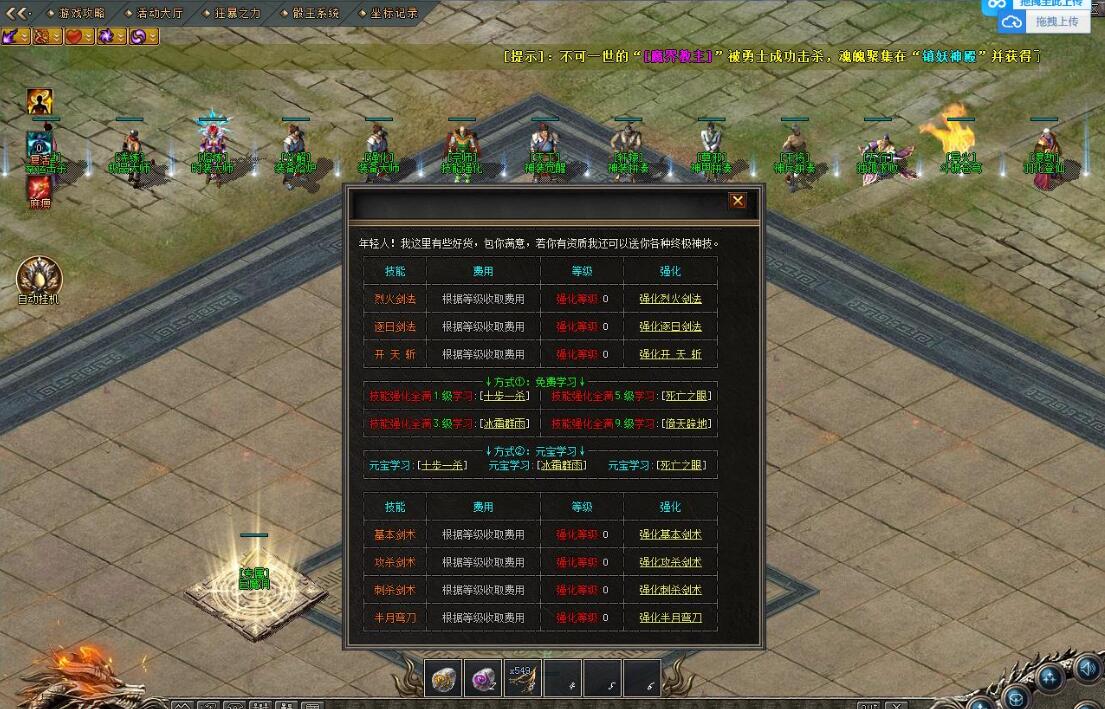 游戏攻略 活动大厅 狂暴之力 骰王系统 坐标记录
拖拽上传
[提示]：不可一世的“[魔界教主]”被勇士成功击杀，魂魄聚集在“镇妖神殿”并获得]
复活
麻痹
自动挂机
技能强化
年轻人！我这里有些好货，包你满意，若你有资质我还可以送你各种终极神技。
技能 费用 等级 强化
烈火剑法 根据等级收取费用 强化等级 0 强化烈火剑法
逐日剑法 根据等级收取费用 强化等级 0 强化逐日剑法
开 天 斩 根据等级收取费用 强化等级 0 强化开 天 斩
↓方式①：免费学习↓
技能强化全满1级学习:[十步一杀] 技能强化全满5级学习:[死亡之眼]
技能强化全满3级学习:[冰霜群雨] 技能强化全满9级学习:[倚天辟地]
↓方式②：元宝学习↓
元宝学习:[十步一杀] 元宝学习:[冰霜群雨] 元宝学习:[死亡之眼]
技能 费用 等级 强化
基本剑术 根据等级收取费用 强化等级 0 强化基本剑术
攻杀剑术 根据等级收取费用 强化等级 0 强化攻杀剑术
刺杀剑术 根据等级收取费用 强化等级 0 强化刺杀剑术
半月弯刀 根据等级收取费用 强化等级 0 强化半月弯刀
x549